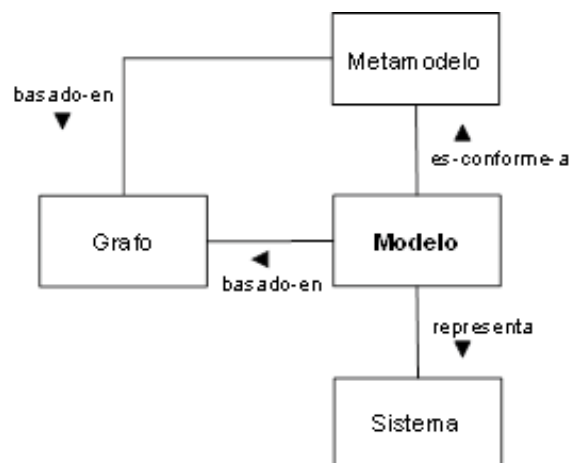 Metamodelo
basado-en
es-conforme-a
Grafo
Modelo
basado-en
representa
Sistema